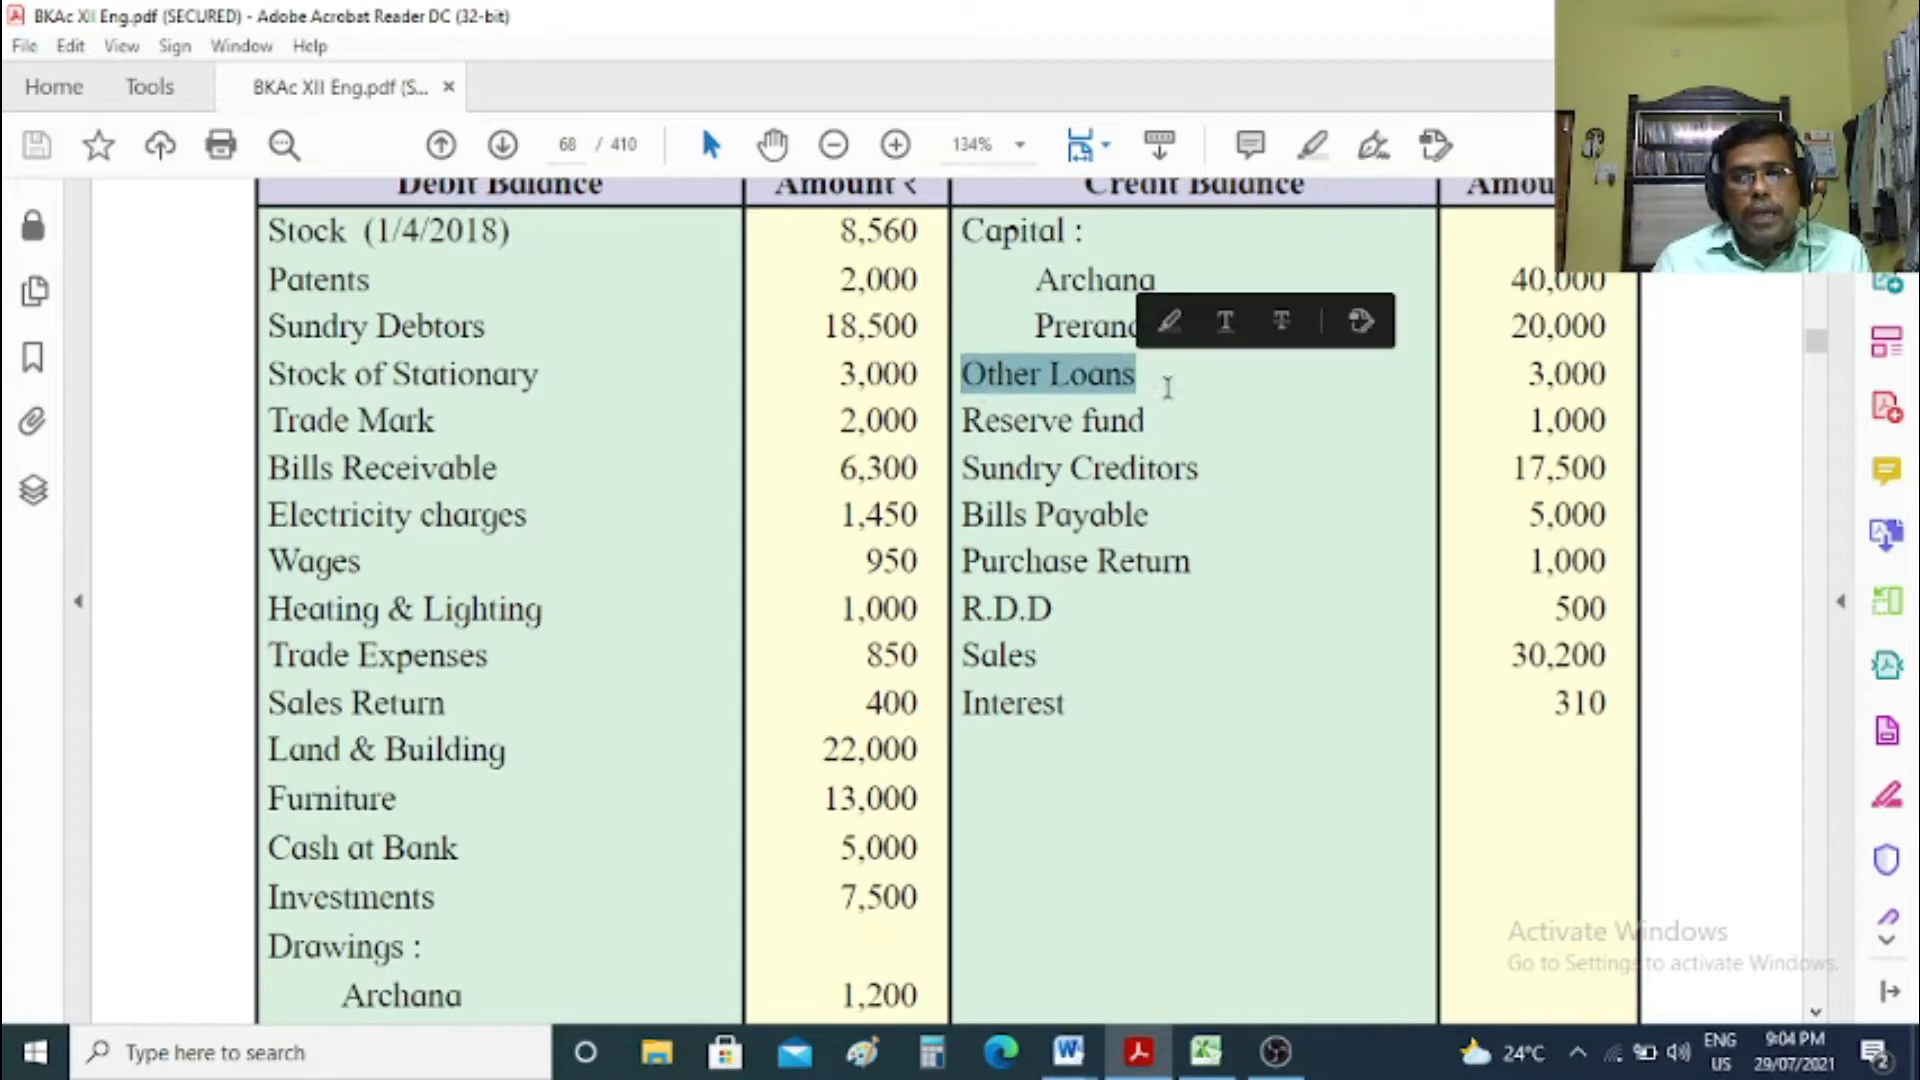 BKAc XII Eng.pdf (SECURED) - Adobe Acrobat Reader DC (32-bit)
File Edit View Sign Window Help
Home Tools BKAc XII Eng.pdf (S... ×
68 / 410 134%
Debit Balance Amount ₹ Credit Balance Amou
Stock (1/4/2018) 8,560 Capital :
Patents 2,000 Archana 40,000
Sundry Debtors 18,500 Preran 20,000
Stock of Stationary 3,000 Other Loans 3,000
Trade Mark 2,000 Reserve fund 1,000
Bills Receivable 6,300 Sundry Creditors 17,500
Electricity charges 1,450 Bills Payable 5,000
Wages 950 Purchase Return 1,000
Heating & Lighting 1,000 R.D.D 500
Trade Expenses 850 Sales 30,200
Sales Return 400 Interest 310
Land & Building 22,000
Furniture 13,000
Cash at Bank 5,000
Investments 7,500
Drawings :
Archana 1,200
Activate Windows
Go to Settings to activate Windows.
Type here to search
24°C
ENG
US
9:04 PM
29/07/2021
2